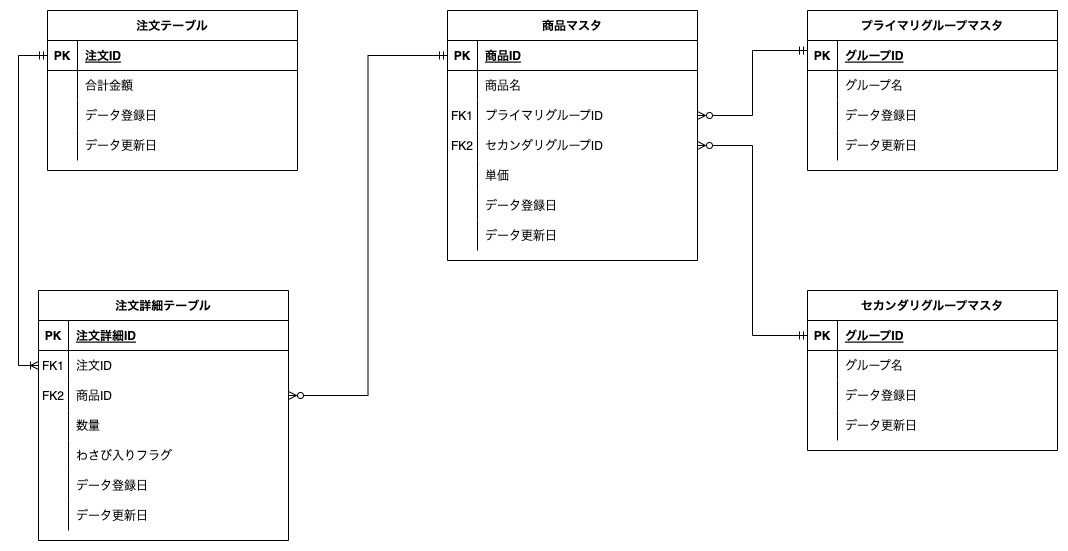 注文テーブル
PK 注文ID
合計金額
データ登録日
データ更新日
商品マスタ
PK 商品ID
商品名
FK1 プライマリグループID
FK2 セカンダリグループID
単価
データ登録日
データ更新日
プライマリグループマスタ
PK グループID
グループ名
データ登録日
データ更新日
注文詳細テーブル
PK 注文詳細ID
FK1 注文ID
FK2 商品ID
数量
わさび入りフラグ
データ登録日
データ更新日
セカンダリグループマスタ
PK グループID
グループ名
データ登録日
データ更新日